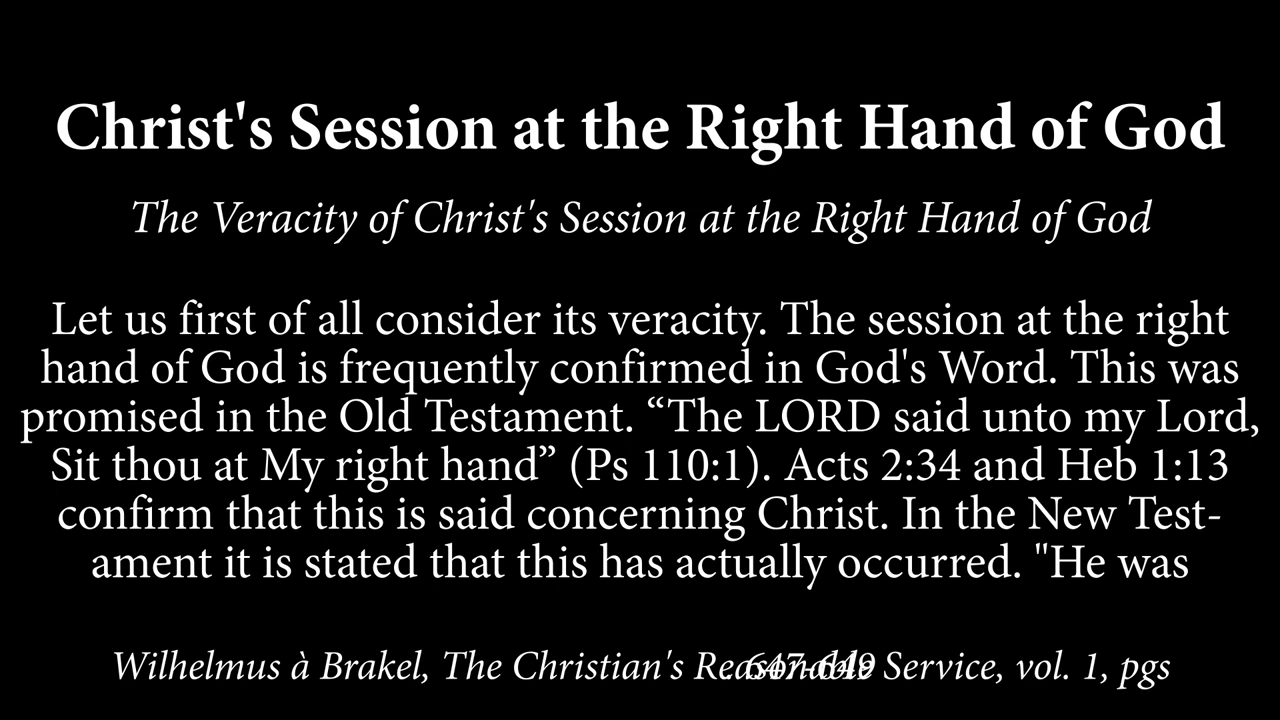 Christ's Session at the Right Hand of God
The Veracity of Christ's Session at the Right Hand of God
Let us first of all consider its veracity. The session at the right
hand of God is frequently confirmed in God's Word. This was
promised in the Old Testament. “The LORD said unto my Lord,
Sit thou at My right hand” (Ps 110:1). Acts 2:34 and Heb 1:13
confirm that this is said concerning Christ. In the New Test-
ament it is stated that this has actually occurred. "He was
Wilhelmus à Brakel, The Christian's Reasonable Service, vol. 1, pgs
647-649